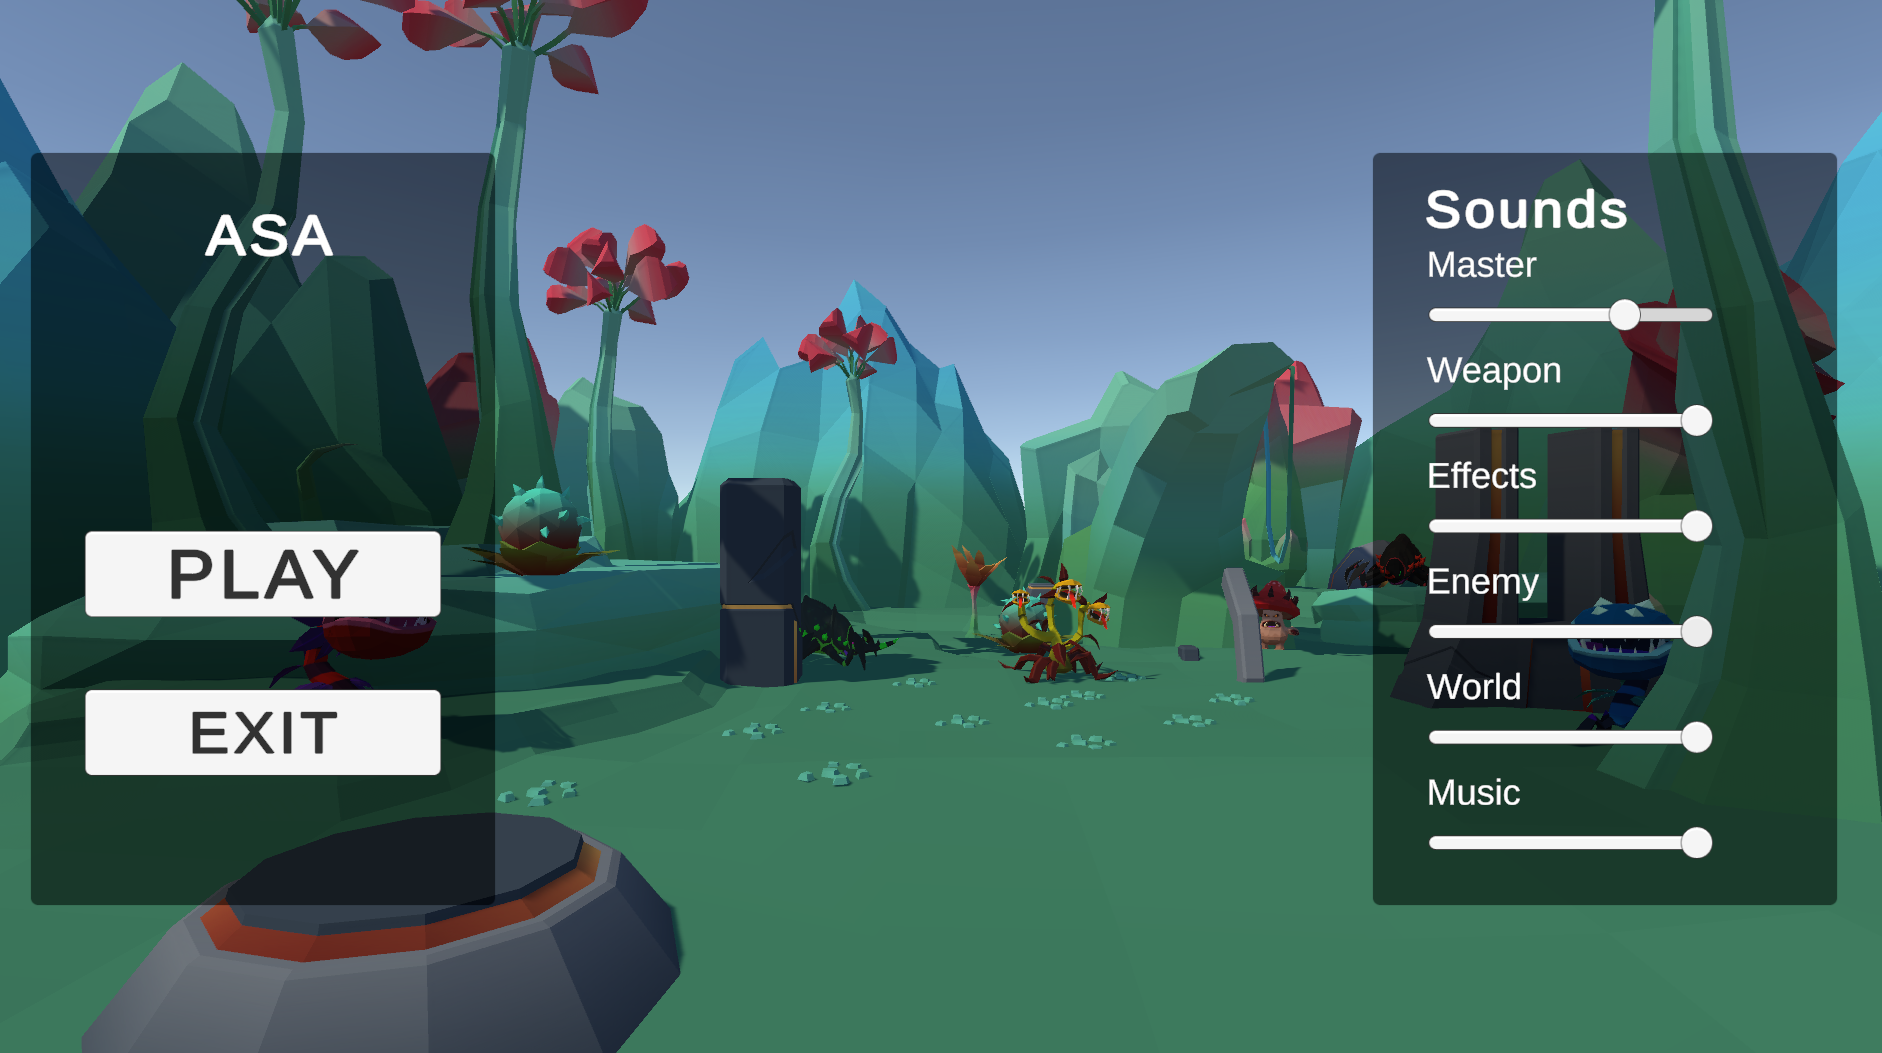 ASA
PLAY
EXIT
Sounds
Master
Weapon
Effects
Enemy
World
Music